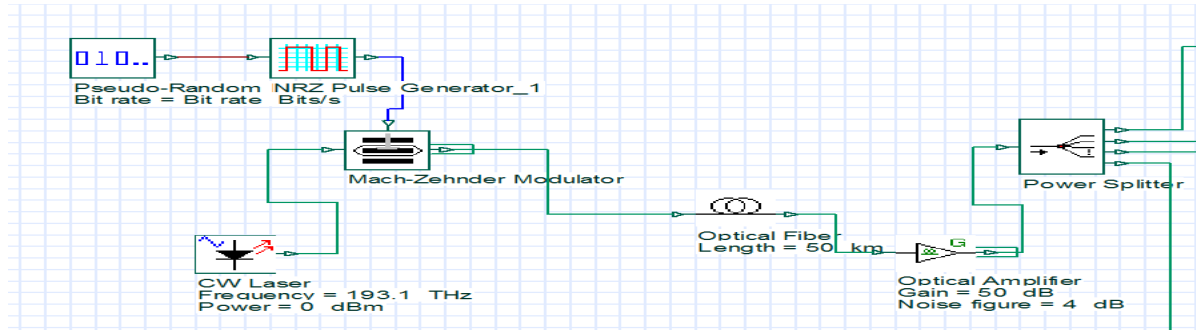 010..
Pseudo-Random NRZ Pulse Generator_1
Bit rate = Bit rate Bits/s
Mach-Zehnder Modulator
Power Splitter
Optical Fiber
Length = 50 km
G
CW Laser
Frequency = 193.1 THz
Power = 0 dBm
Optical Amplifier
Gain = 50 dB
Noise figure = 4 dB